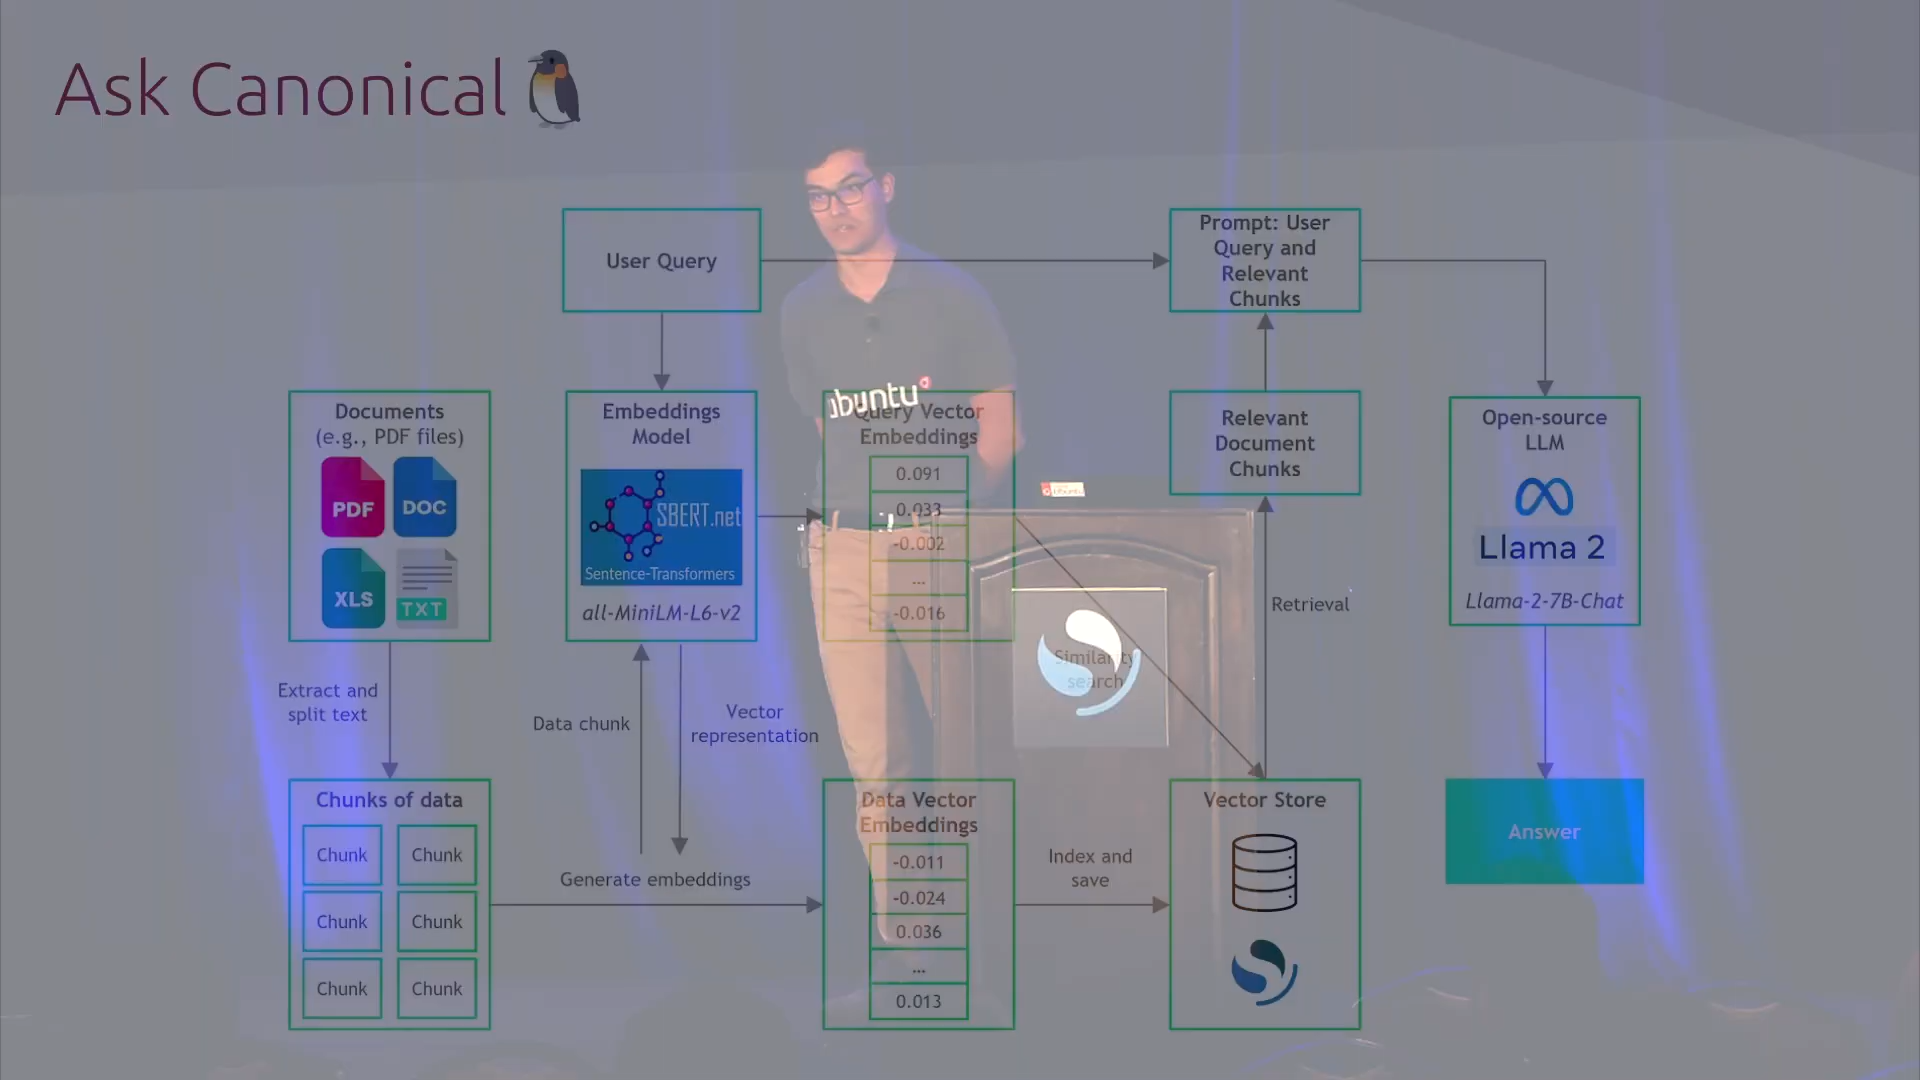 Ask Canonical
User Query
Prompt: User
Query and
Relevant
Chunks
Documents
(e.g., PDF files)
PDF
DOC
XLS
TXT
Embeddings
Model
SBERT.net
Sentence-Transformers
all-MiniLM-L6-v2
ubuntu
Query Vector
Embeddings
0.091
0.033
-0.002
...
-0.016
Relevant
Document
Chunks
Open-source
LLM
Llama 2
Llama-2-7B-Chat
Ubuntu
Retrieval
Similarity
search
Extract and
split text
Data chunk
Vector
representation
Chunks of data
Chunk
Chunk
Chunk
Chunk
Chunk
Chunk
Generate embeddings
Data Vector
Embeddings
-0.011
-0.024
0.036
...
0.013
Index and
save
Vector Store
Answer